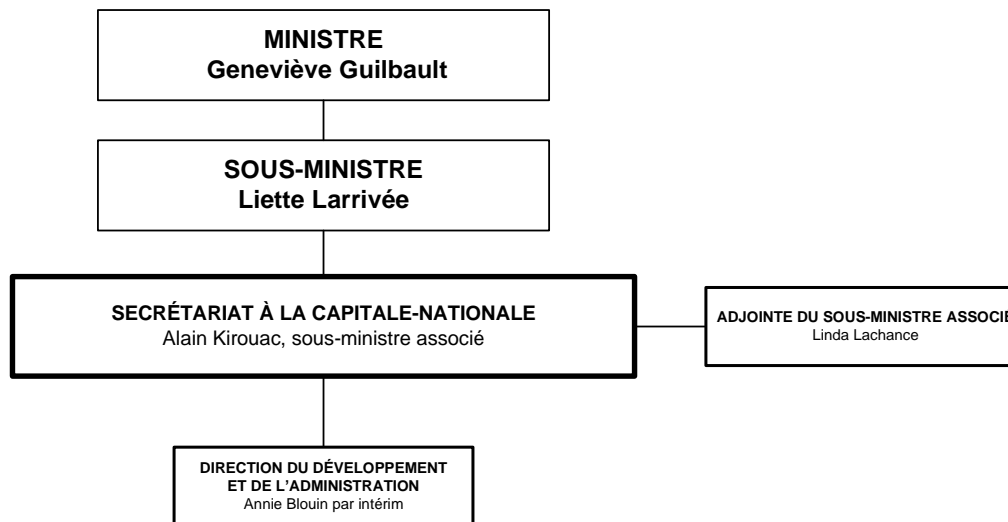 MINISTRE
Geneviève Guilbault
SOUS-MINISTRE
Liette Larrivée
SECRÉTARIAT À LA CAPITALE-NATIONALE
Alain Kirouac, sous-ministre associé
ADJOINTE DU SOUS-MINISTRE ASSOCIÉ
Linda Lachance
DIRECTION DU DÉVELOPPEMENT
ET DE L'ADMINISTRATION
Annie Blouin par intérim